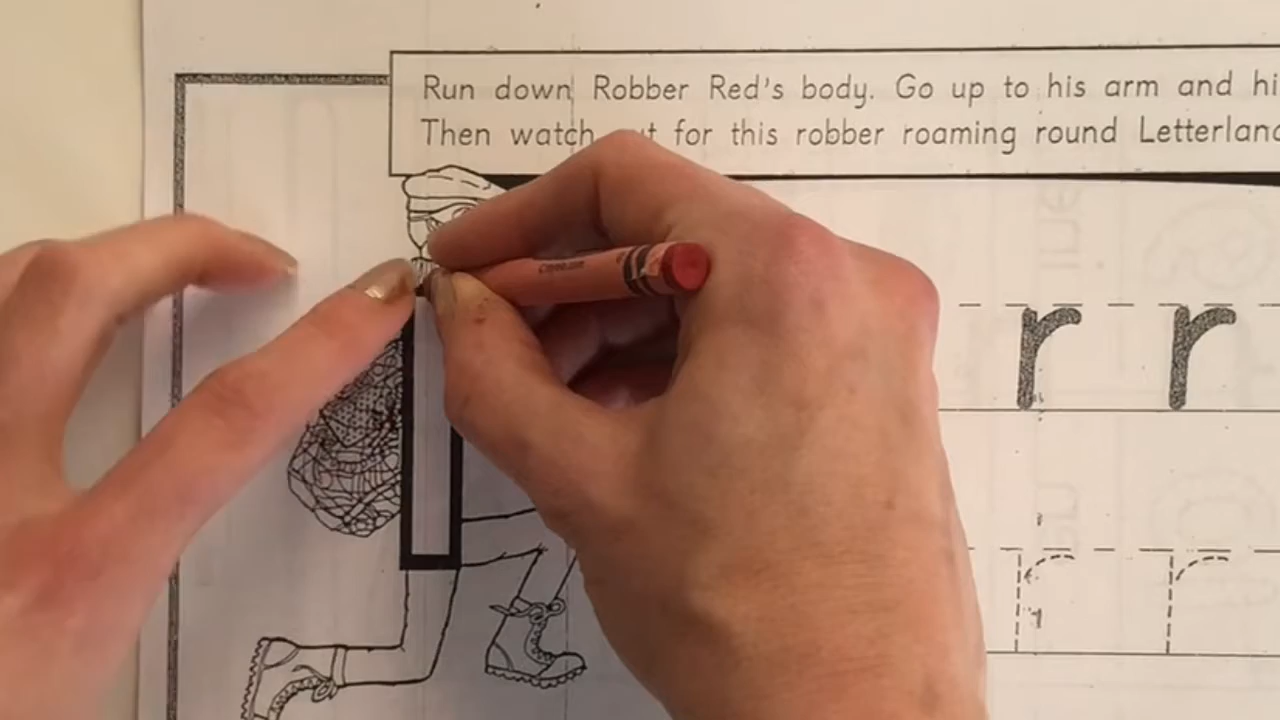 Run down Robber Red's body. Go up to his arm and hi
Then watch for this robber roaming round Letterland
r r
r r